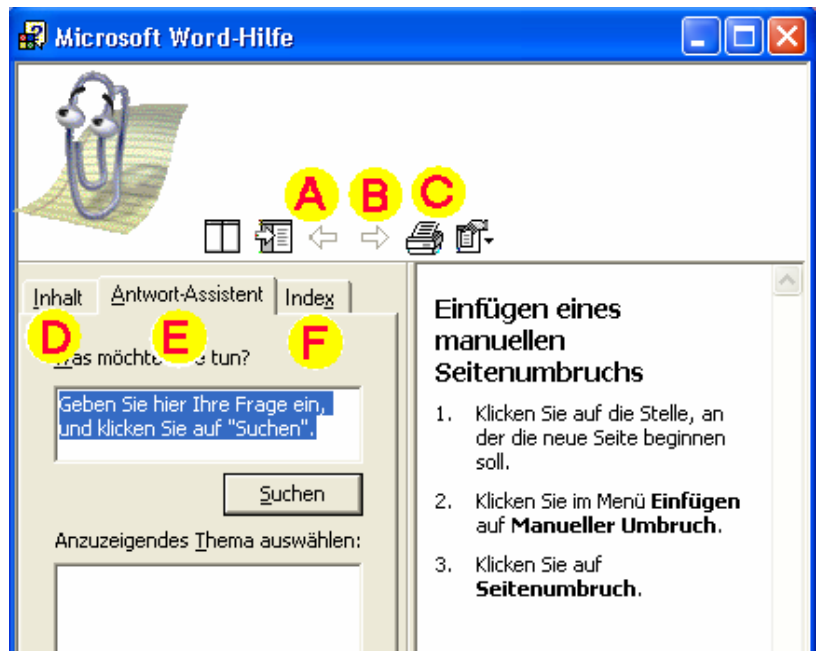 Microsoft Word-Hilfe
A B C
Inhalt Antwort-Assistent Index
D E F
Was möchte e tun?
Geben Sie hier Ihre Frage ein,
und klicken Sie auf "Suchen".
Suchen
Anzuzeigendes Thema auswählen:
Einfügen eines
manuellen
Seitenumbruchs
1. Klicken Sie auf die Stelle, an
der die neue Seite beginnen
soll.
2. Klicken Sie im Menü Einfügen
auf Manueller Umbruch.
3. Klicken Sie auf
Seitenumbruch.